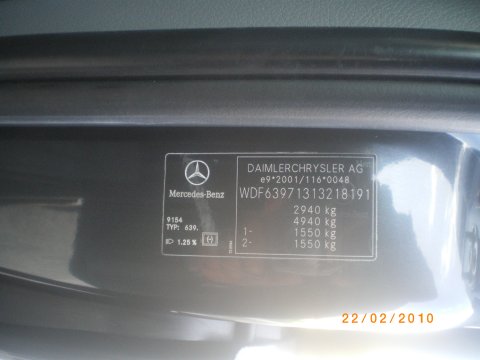 Mercedes-Benz
9154
TYP: 639.
1.25%
DAIMLERCHRYSLER AG
e9*2001/116*0048
WDF63971313218191
2940 kg
4940 kg
1- 1550 kg
2- 1550 kg
22/02/2010